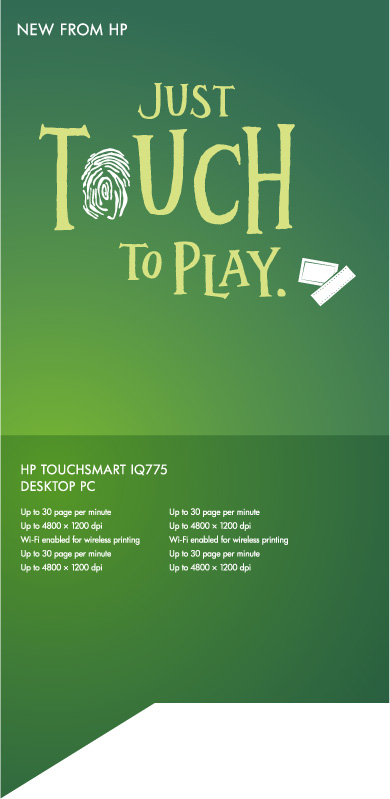 NEW FROM HP
JUST
TOUCH
TO PLAY.
HP TOUCHSMART IQ775
DESKTOP PC
Up to 30 page per minute
Up to 4800 × 1200 dpi
Wi-Fi enabled for wireless printing
Up to 30 page per minute
Up to 4800 × 1200 dpi
Up to 30 page per minute
Up to 4800 × 1200 dpi
Wi-Fi enabled for wireless printing
Up to 30 page per minute
Up to 4800 × 1200 dpi